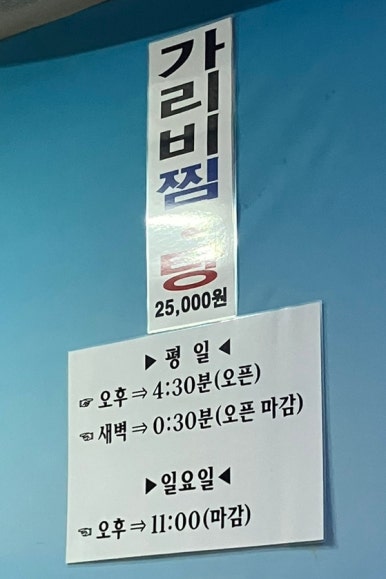 가리비찜·탕
25,000원
▶ 평 일 ◀
☞ 오후⇒4:30분(오픈)
☜ 새벽⇒0:30분(오픈 마감)
▶일요일◀
☜ 오후⇒11:00(마감)